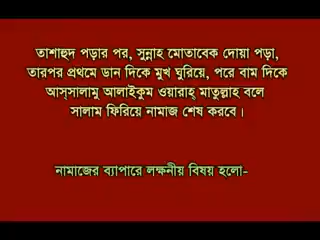 তাশাহুদ পড়ার পর, সুন্নাহ মোতাবেক দোয়া পড়া,
তারপর প্রথমে ডান দিকে মুখ ঘুরিয়ে, পরে বাম দিকে
আস্সালামু আলাইকুম ওয়ারাহ্ মাতুল্লাহ বলে
সালাম ফিরিয়ে নামাজ শেষ করবে।
নামাজের ব্যাপারে লক্ষনীয় বিষয় হলো-